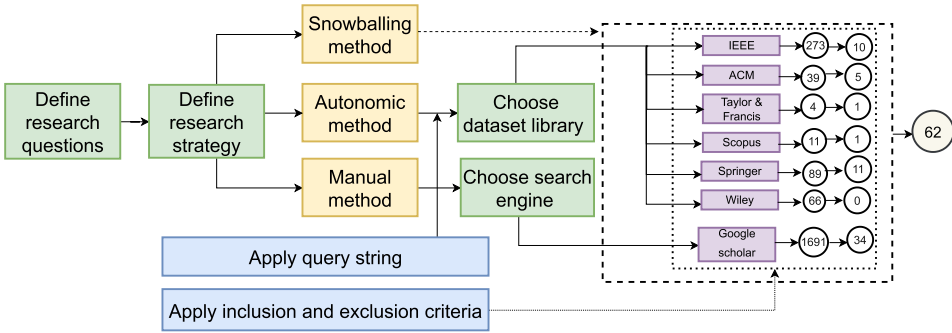 Define
research
questions
Define
research
strategy
Snowballing
method
Autonomic
method
Manual
method
Choose
dataset library
Choose search
engine
Apply query string
Apply inclusion and exclusion criteria
IEEE
273
10
ACM
39
5
Taylor &
Francis
4
1
Scopus
11
1
Springer
89
11
Wiley
66
0
Google
scholar
1691
34
62